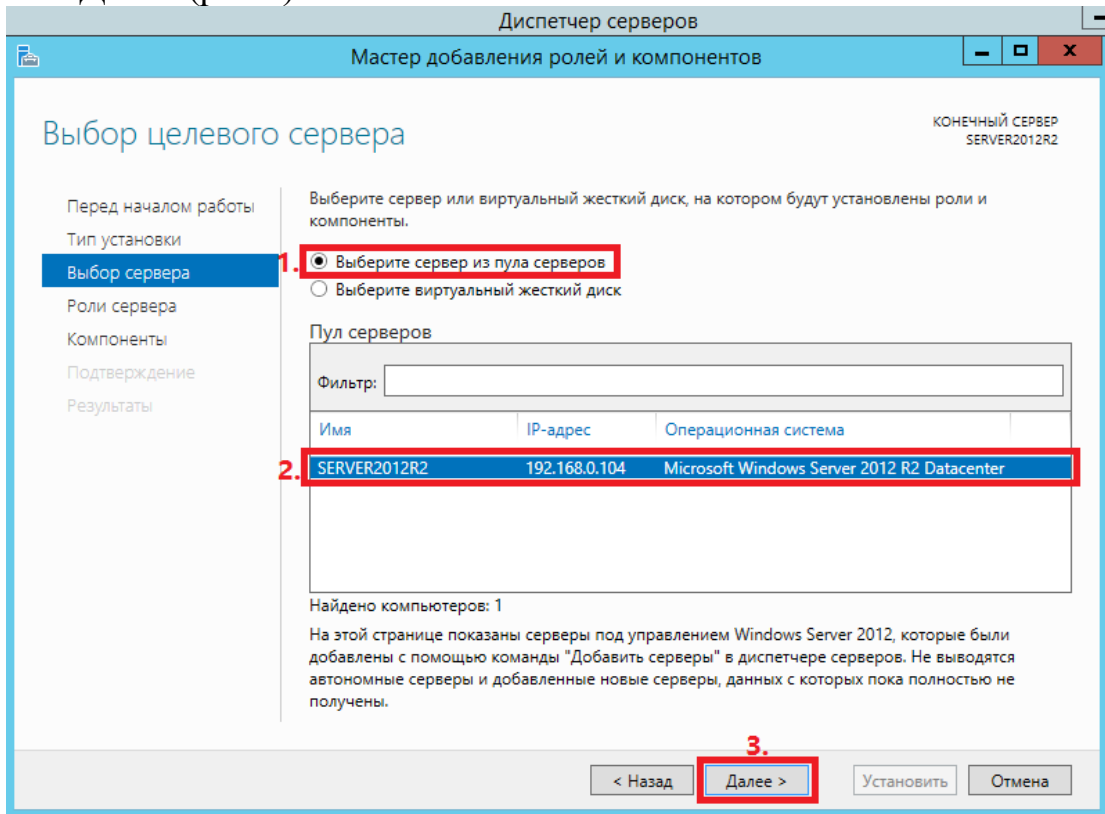 Диспетчер серверов
Мастер добавления ролей и компонентов
Выбор целевого сервера
КОНЕЧНЫЙ СЕРВЕР
SERVER2012R2
Перед началом работы
Тип установки
Выбор сервера
Роли сервера
Компоненты
Подтверждение
Результаты
Выберите сервер или виртуальный жесткий диск, на котором будут установлены роли и
компоненты.
1. Выберите сервер из пула серверов
Выберите виртуальный жесткий диск
Пул серверов
Фильтр:
Имя IP-адрес Операционная система
2. SERVER2012R2 192.168.0.104 Microsoft Windows Server 2012 R2 Datacenter
Найдено компьютеров: 1
На этой странице показаны серверы под управлением Windows Server 2012, которые были
добавлены с помощью команды "Добавить серверы" в диспетчере серверов. Не выводятся
автономные серверы и добавленные новые серверы, данных с которых пока полностью не
получены.
3.
< Назад Далее > Установить Отмена